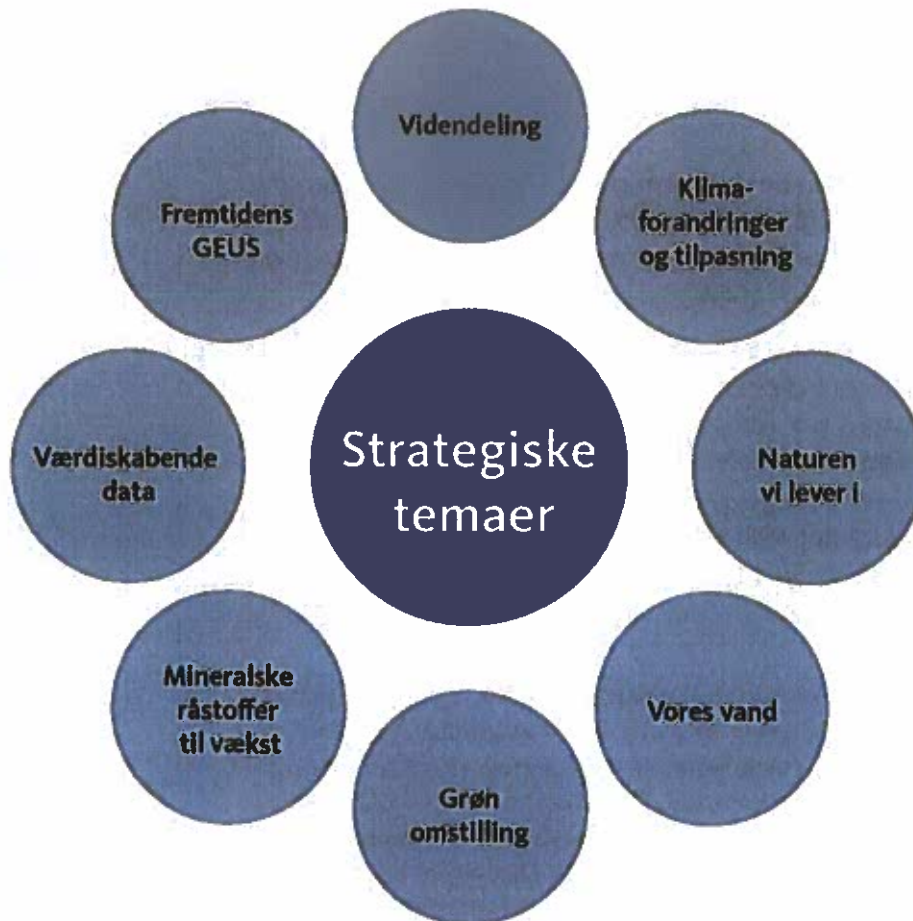 Videndeling
Klima-
forandringer
og tilpasning
Fremtidens
GEUS
Strategiske
temaer
Værdiskabende
data
Naturen
vi lever i
Mineralske
råstoffer
til vækst
Vores vand
Grøn
omstilling